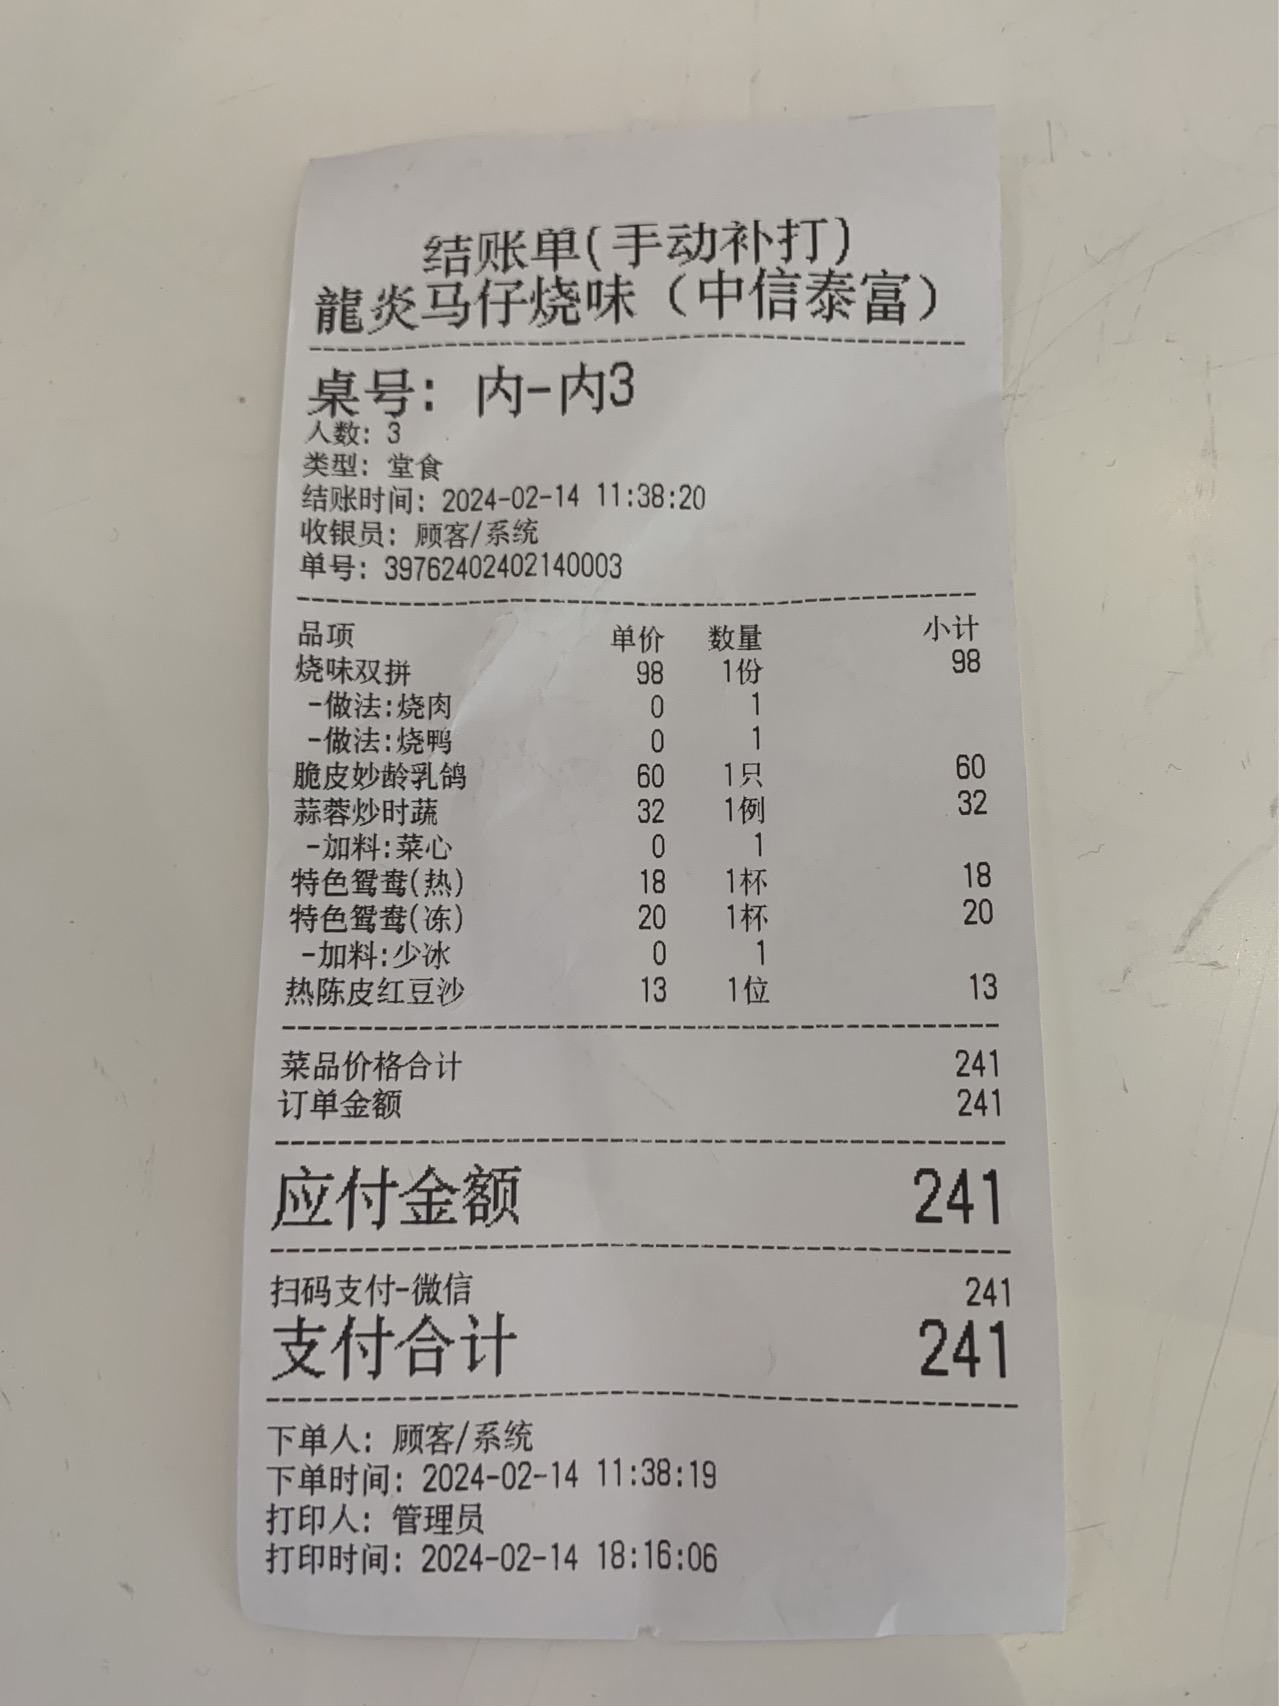 结账单(手动补打)
龍炎马仔烧味（中信泰富）
桌号: 内-内3
人数: 3
类型: 堂食
结账时间: 2024-02-14 11:38:20
收银员: 顾客/系统
单号: 39762402402140003
品项 单价 数量 小计
烧味双拼 98 1份 98
-做法:烧肉 0 1
-做法:烧鸭 0 1
脆皮妙龄乳鸽 60 1只 60
蒜蓉炒时蔬 32 1例 32
-加料:菜心 0 1
特色鸳鸯(热) 18 1杯 18
特色鸳鸯(冻) 20 1杯 20
-加料:少冰 0 1
热陈皮红豆沙 13 1位 13
菜品价格合计 241
订单金额 241
应付金额 241
扫码支付-微信 241
支付合计 241
下单人: 顾客/系统
下单时间: 2024-02-14 11:38:19
打印人: 管理员
打印时间: 2024-02-14 18:16:06